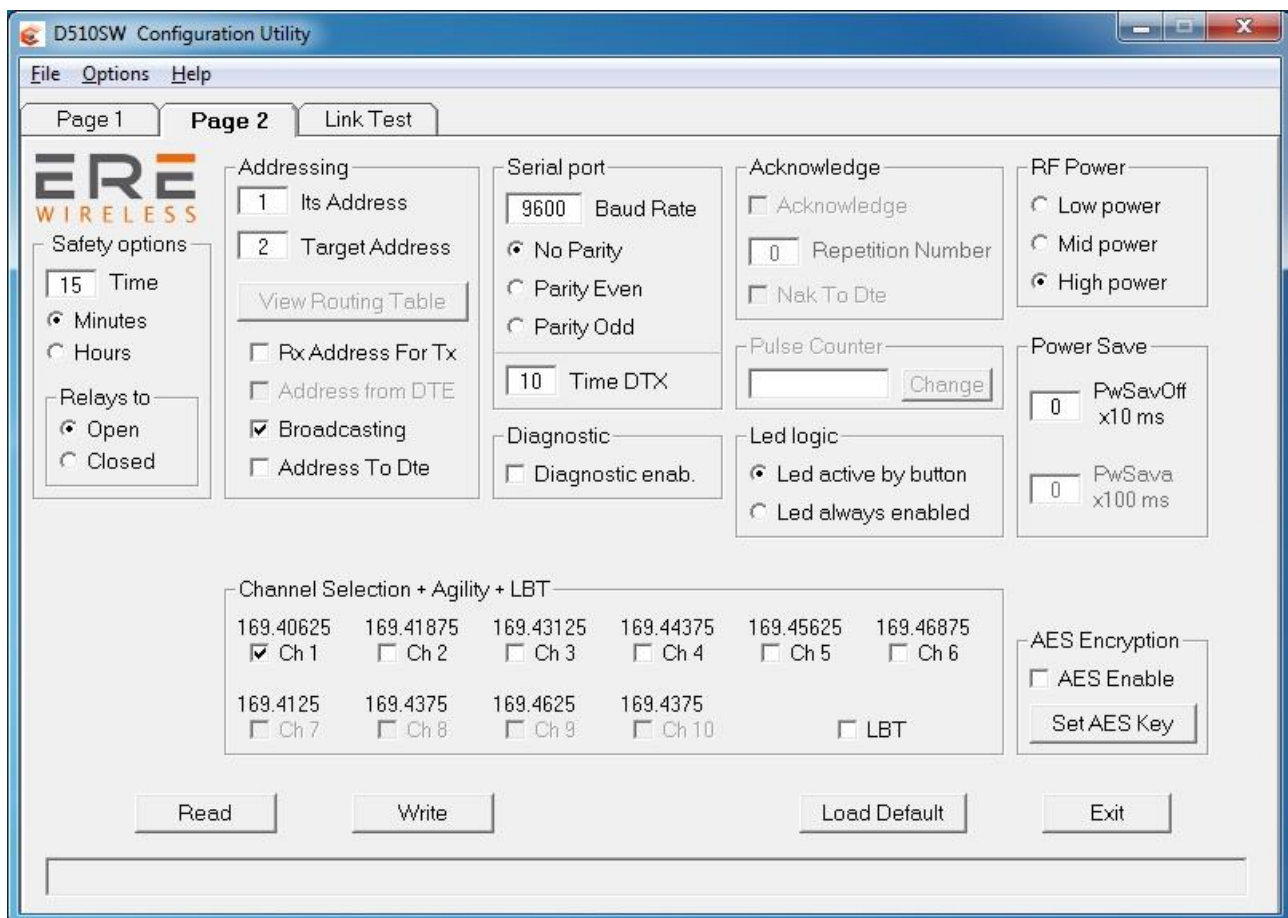 D510SW Configuration Utility
File Options Help
Page 1 Page 2 Link Test
ERE
WIRELESS
Safety options
15 Time
Minutes
Hours
Relays to
Open
Closed
Addressing
1 Its Address
2 Target Address
View Routing Table
Rx Address For Tx
Address from DTE
Broadcasting
Address To Dte
Serial port
9600 Baud Rate
No Parity
Parity Even
Parity Odd
10 Time DTX
Diagnostic
Diagnostic enab.
Acknowledge
Acknowledge
0 Repetition Number
Nak To Dte
Pulse Counter
Change
Led logic
Led active by button
Led always enabled
RF Power
Low power
Mid power
High power
Power Save
0 PwSavOff
x10 ms
0 PwSava
x100 ms
Channel Selection + Agility + LBT
169.40625 169.41875 169.43125 169.44375 169.45625 169.46875
Ch 1 Ch 2 Ch 3 Ch 4 Ch 5 Ch 6
169.4125 169.4375 169.4625 169.4375
Ch 7 Ch 8 Ch 9 Ch 10 LBT
AES Encryption
AES Enable
Set AES Key
Read Write Load Default Exit